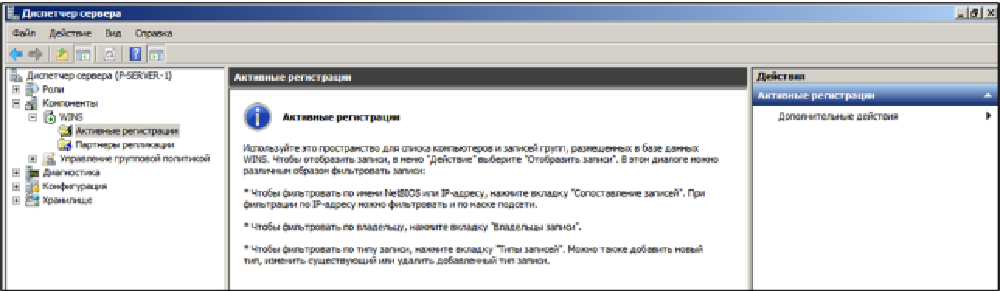 Диспетчер сервера
Файл Действие Вид Справка
Диспетчер сервера (P-SERVER-1)
Роли
Компоненты
WINS
Активные регистрации
Партнеры репликации
Управление групповой политикой
Диагностика
Конфигурация
Хранилище
Активные регистрации
Активные регистрации
Используйте это пространство для списка компьютеров и записей групп, размещенных в базе данных
WINS. Чтобы отобразить записи, в меню "Действие" выберите "Отобразить записи". В этом диалоге можно
различным образом фильтровать записи:
* Чтобы фильтровать по имени NetBIOS или IP-адресу, нажмите вкладку "Сопоставление записей". При
фильтрации по IP-адресу можно фильтровать и по маске подсети.
* Чтобы фильтровать по владельцу, нажмите вкладку "Владельцы записи".
* Чтобы фильтровать по типу записи, нажмите вкладку "Типы записей". Можно также добавить новый
тип, изменить существующий или удалить добавленный тип записи.
Действия
Активные регистрации
Дополнительные действия